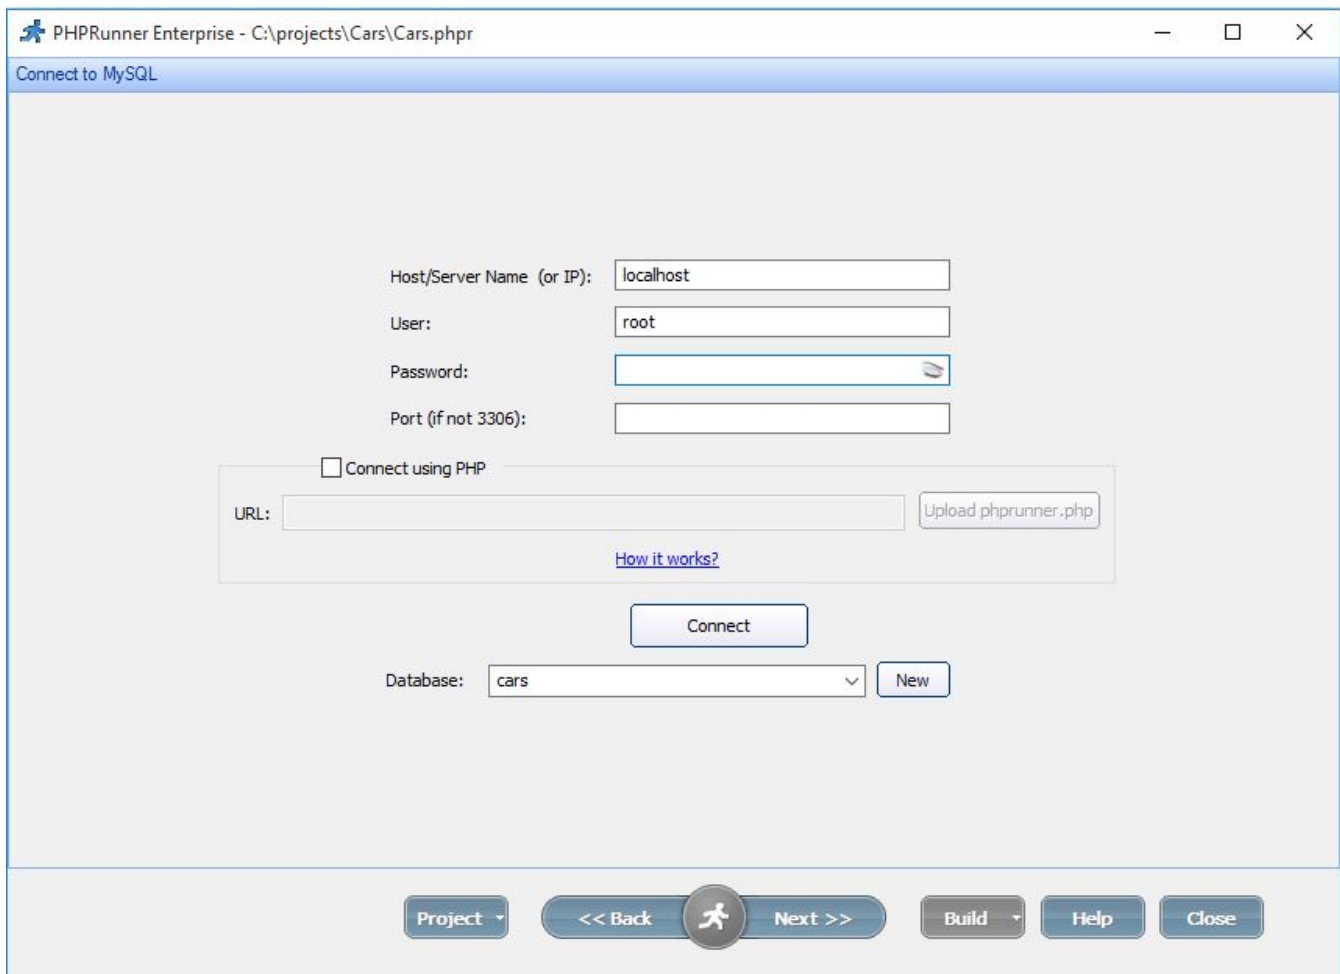 PHPRunner Enterprise - C:\projects\Cars\Cars.phpr
Connect to MySQL
Host/Server Name (or IP): localhost
User: root
Password:
Port (if not 3306):
Connect using PHP
URL: Upload phprunner.php
How it works?
Connect
Database: cars New
Project << Back Next >> Build Help Close